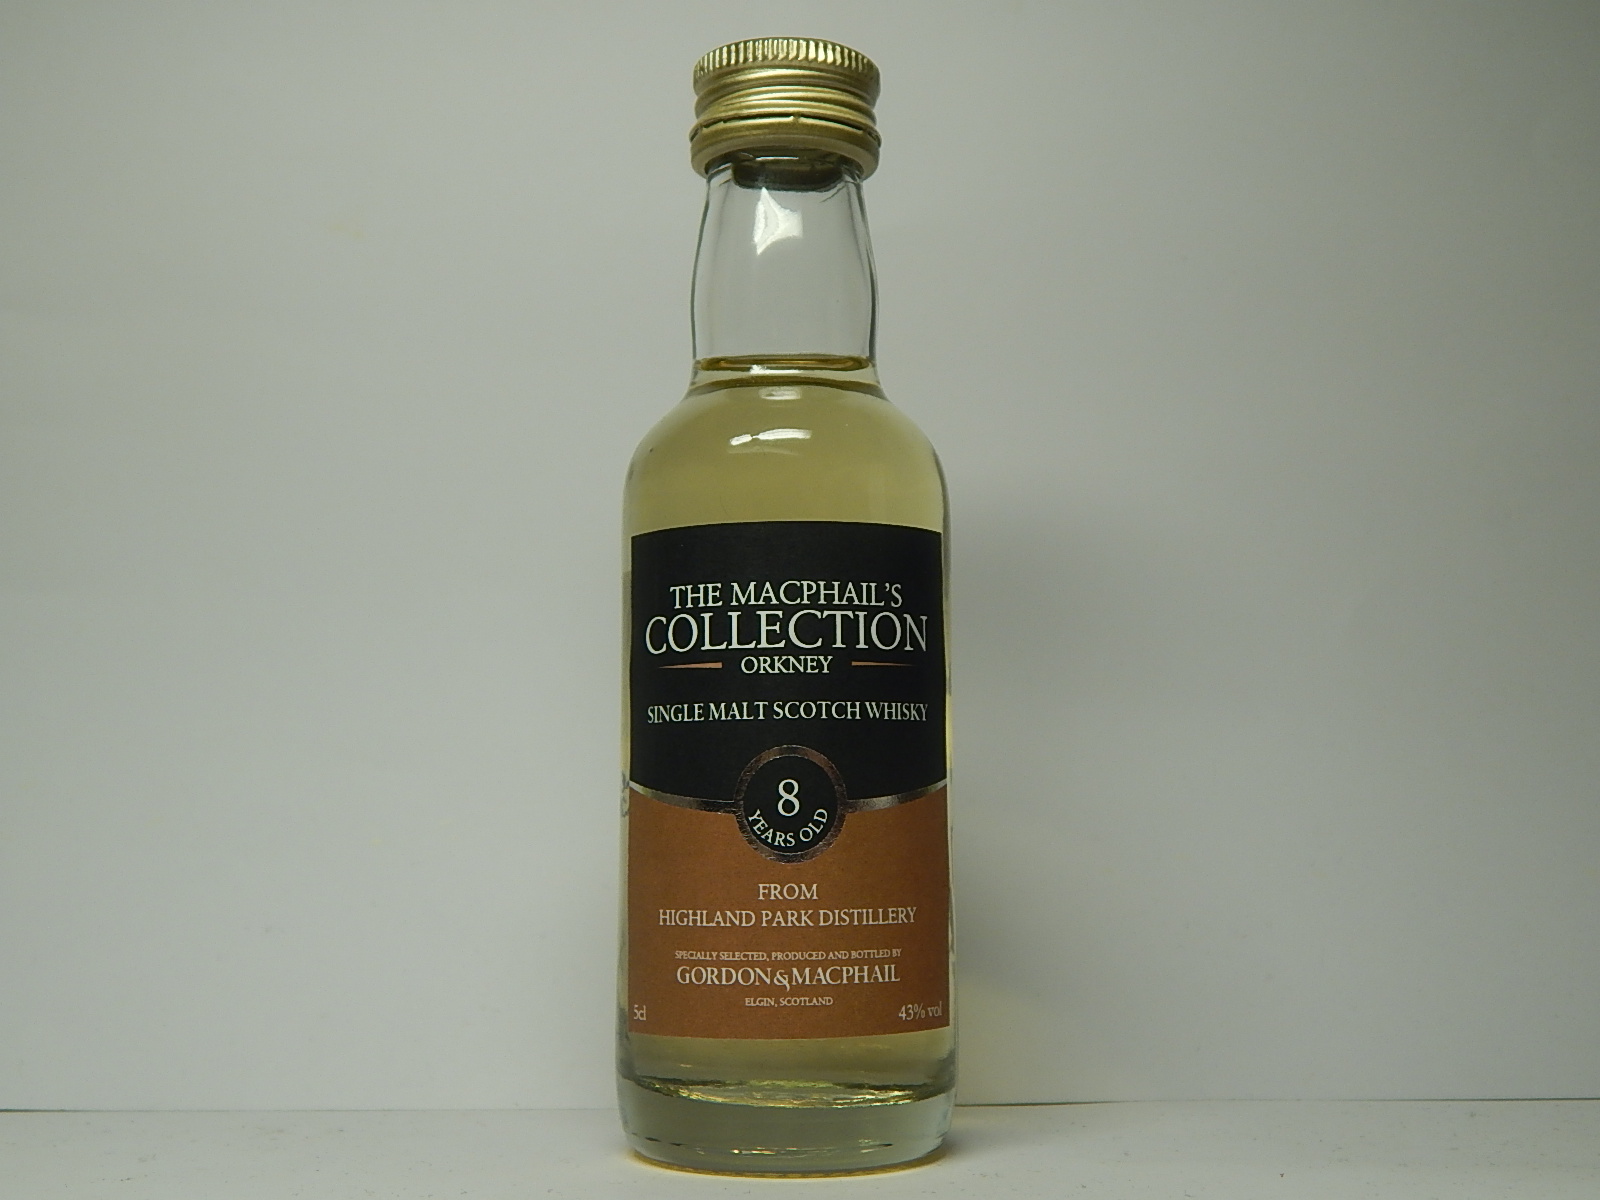 THE MACPHAIL'S
COLLECTION
ORKNEY
SINGLE MALT SCOTCH WHISKY
8
YEARS OLD
FROM
HIGHLAND PARK DISTILLERY
SPECIALLY SELECTED, PRODUCED AND BOTTLED BY
GORDON & MACPHAIL
ELGIN, SCOTLAND
5cl 43% vol